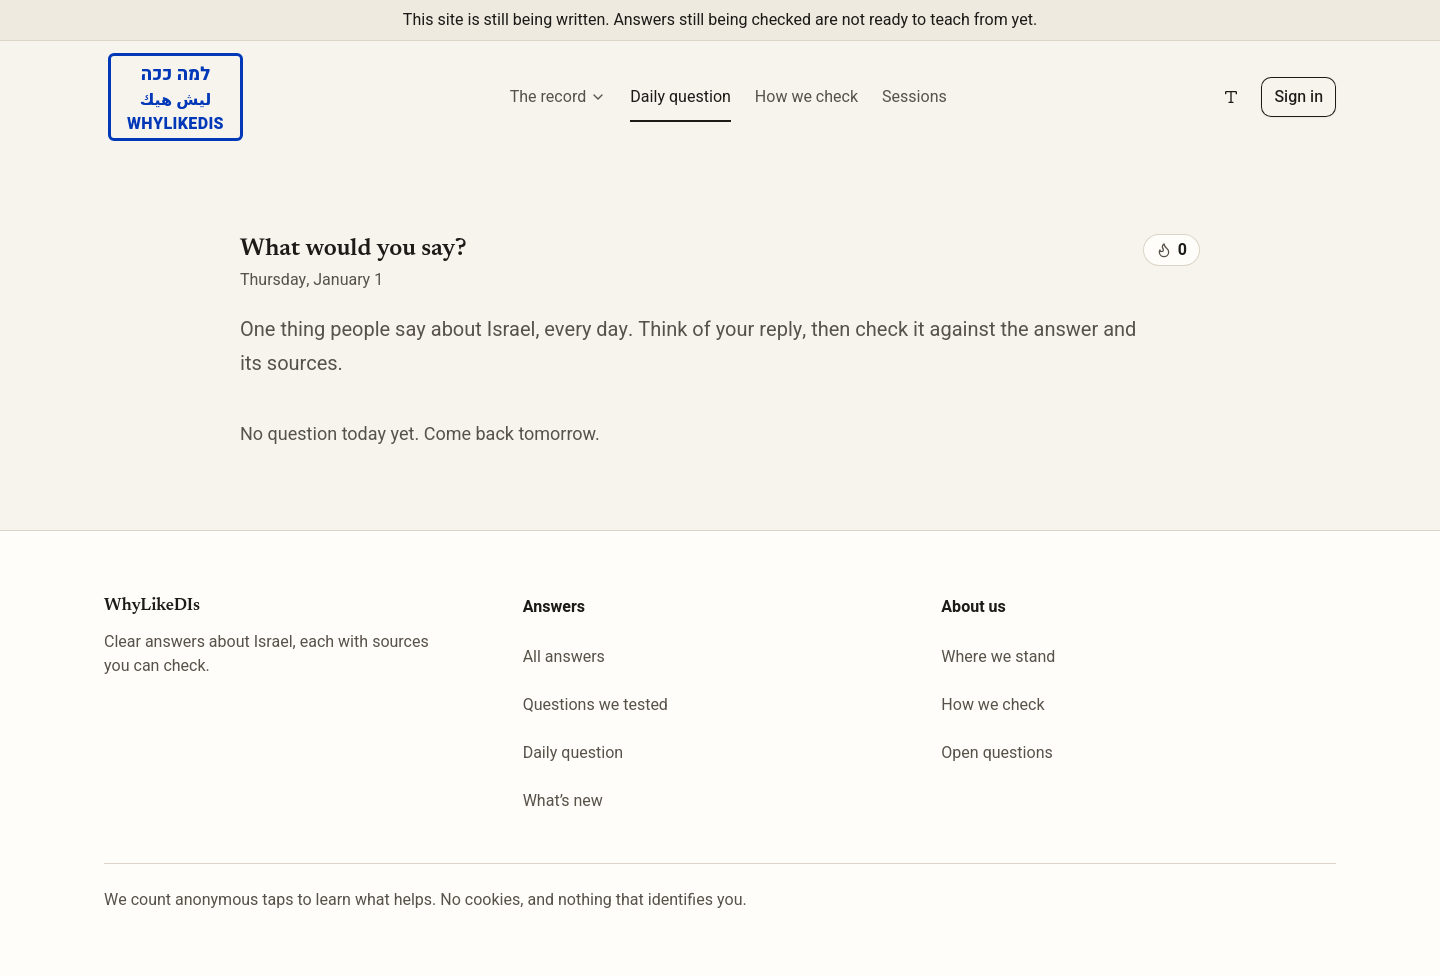 This site is still being written. Answers still being checked are not ready to teach from yet.
למה ככה
ليش هيك
WHYLIKEDIS
The record
Daily question
How we check
Sessions
Sign in
What would you say?
0
Thursday, January 1
One thing people say about Israel, every day. Think of your reply, then check it against the answer and
its sources.
No question today yet. Come back tomorrow.
WhyLikeDIs
Clear answers about Israel, each with sources
you can check.
Answers
All answers
Questions we tested
Daily question
What’s new
About us
Where we stand
How we check
Open questions
We count anonymous taps to learn what helps. No cookies, and nothing that identifies you.